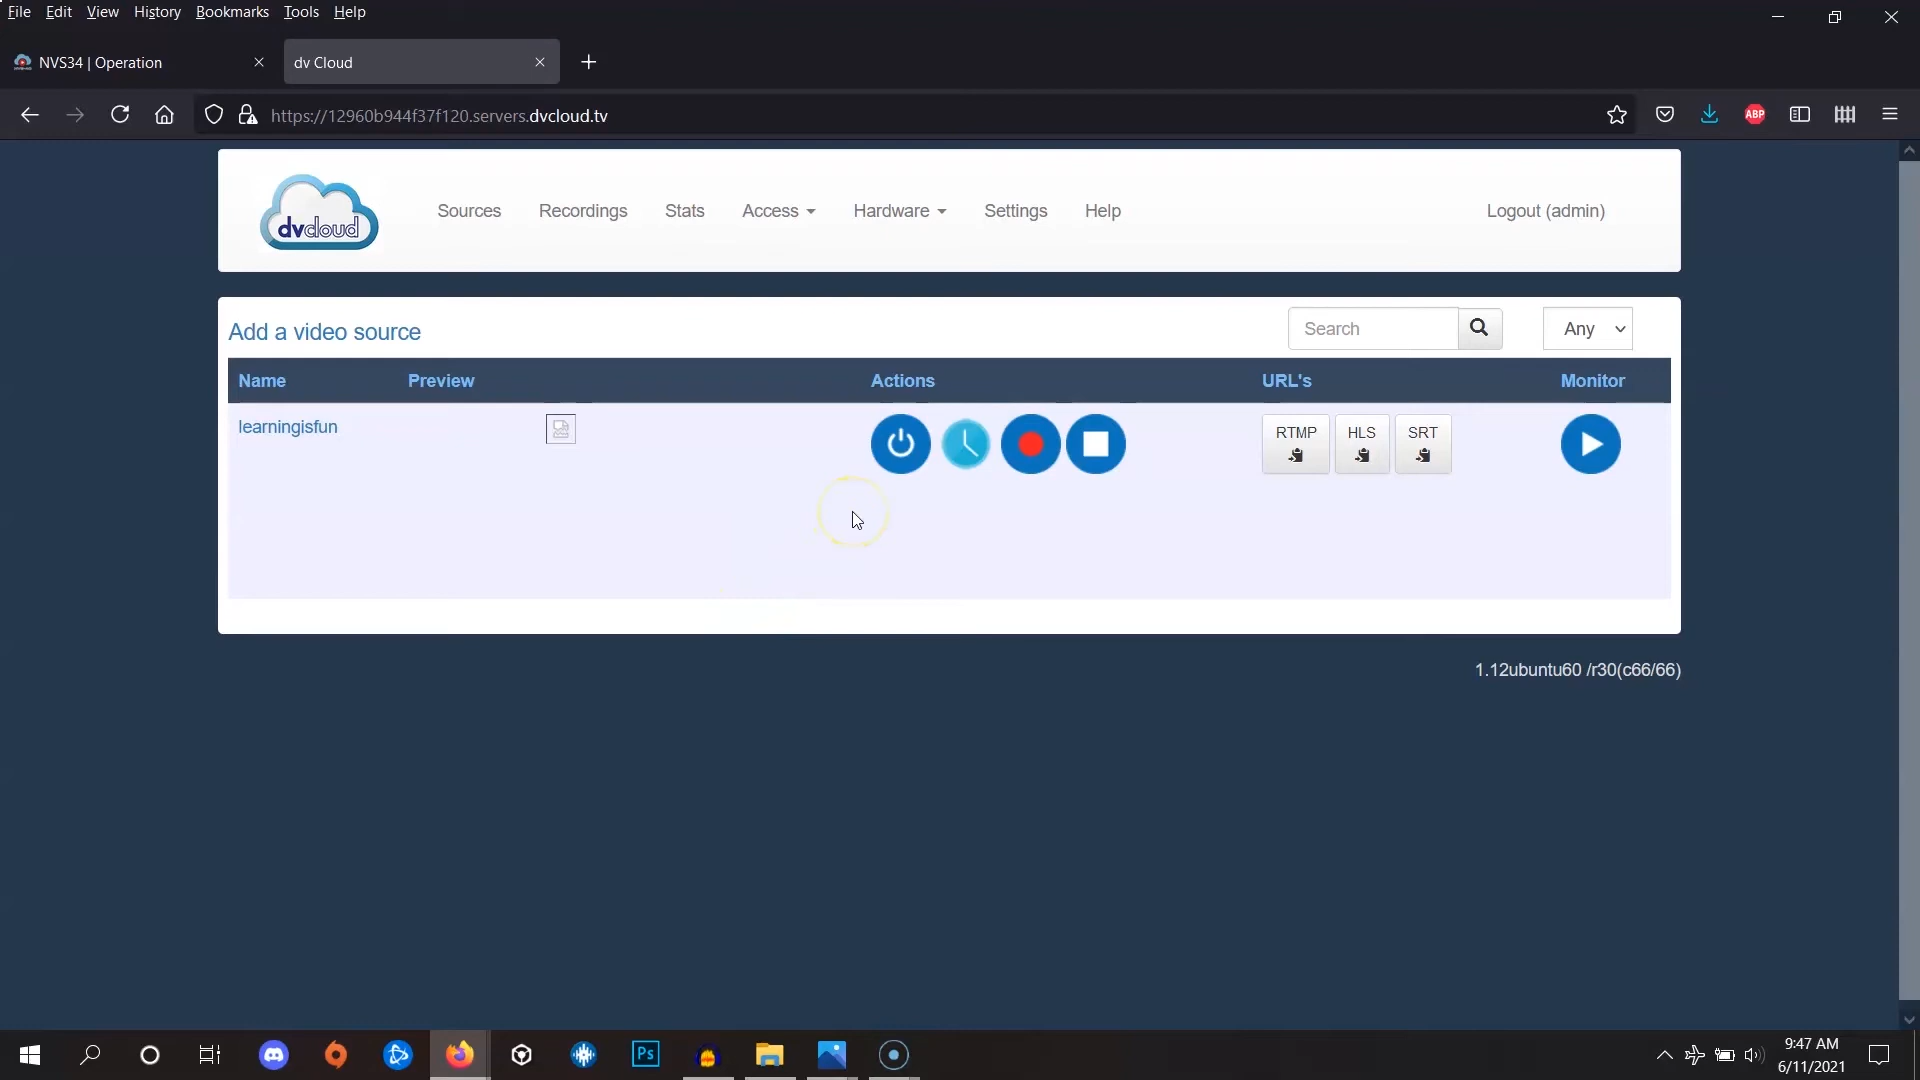 File Edit View History Bookmarks Tools Help
NVS34 | Operation
dv Cloud
https://12960b944f37f120.servers.dvcloud.tv
ABP
dvcloud
Sources Recordings Stats Access Hardware Settings Help Logout (admin)
Add a video source
Search
Any
Name Preview Actions URL's Monitor
learningisfun
RTMP HLS SRT
1.12ubuntu60 /r30(c66/66)
Ps
9:47 AM
6/11/2021